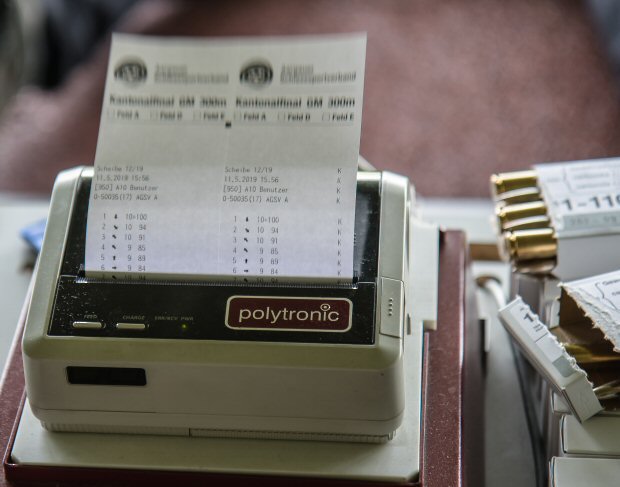 Kantonalfinal GM 300m Kantonalfinal GM 300m
Feld A Feld D Feld E Feld A Feld D Feld E
Scheibe 12/19 Scheibe 12/19 K
11.5.2019 15:56 11.5.2019 15:56 K
[950] A10 Benutzer [950] A10 Benutzer K
0-50035(17) AGSV A 0-50035(17) AGSV A K
1 10=100 1 10=100 K
2 10 94 2 10 94 K
3 10 91 3 10 91 K
4 9 85 4 9 85 K
5 9 89 5 9 89 K
6 9 84 6 9 84 K
FEED CHARGE ERR/RCV PWR
polytronic
1-110